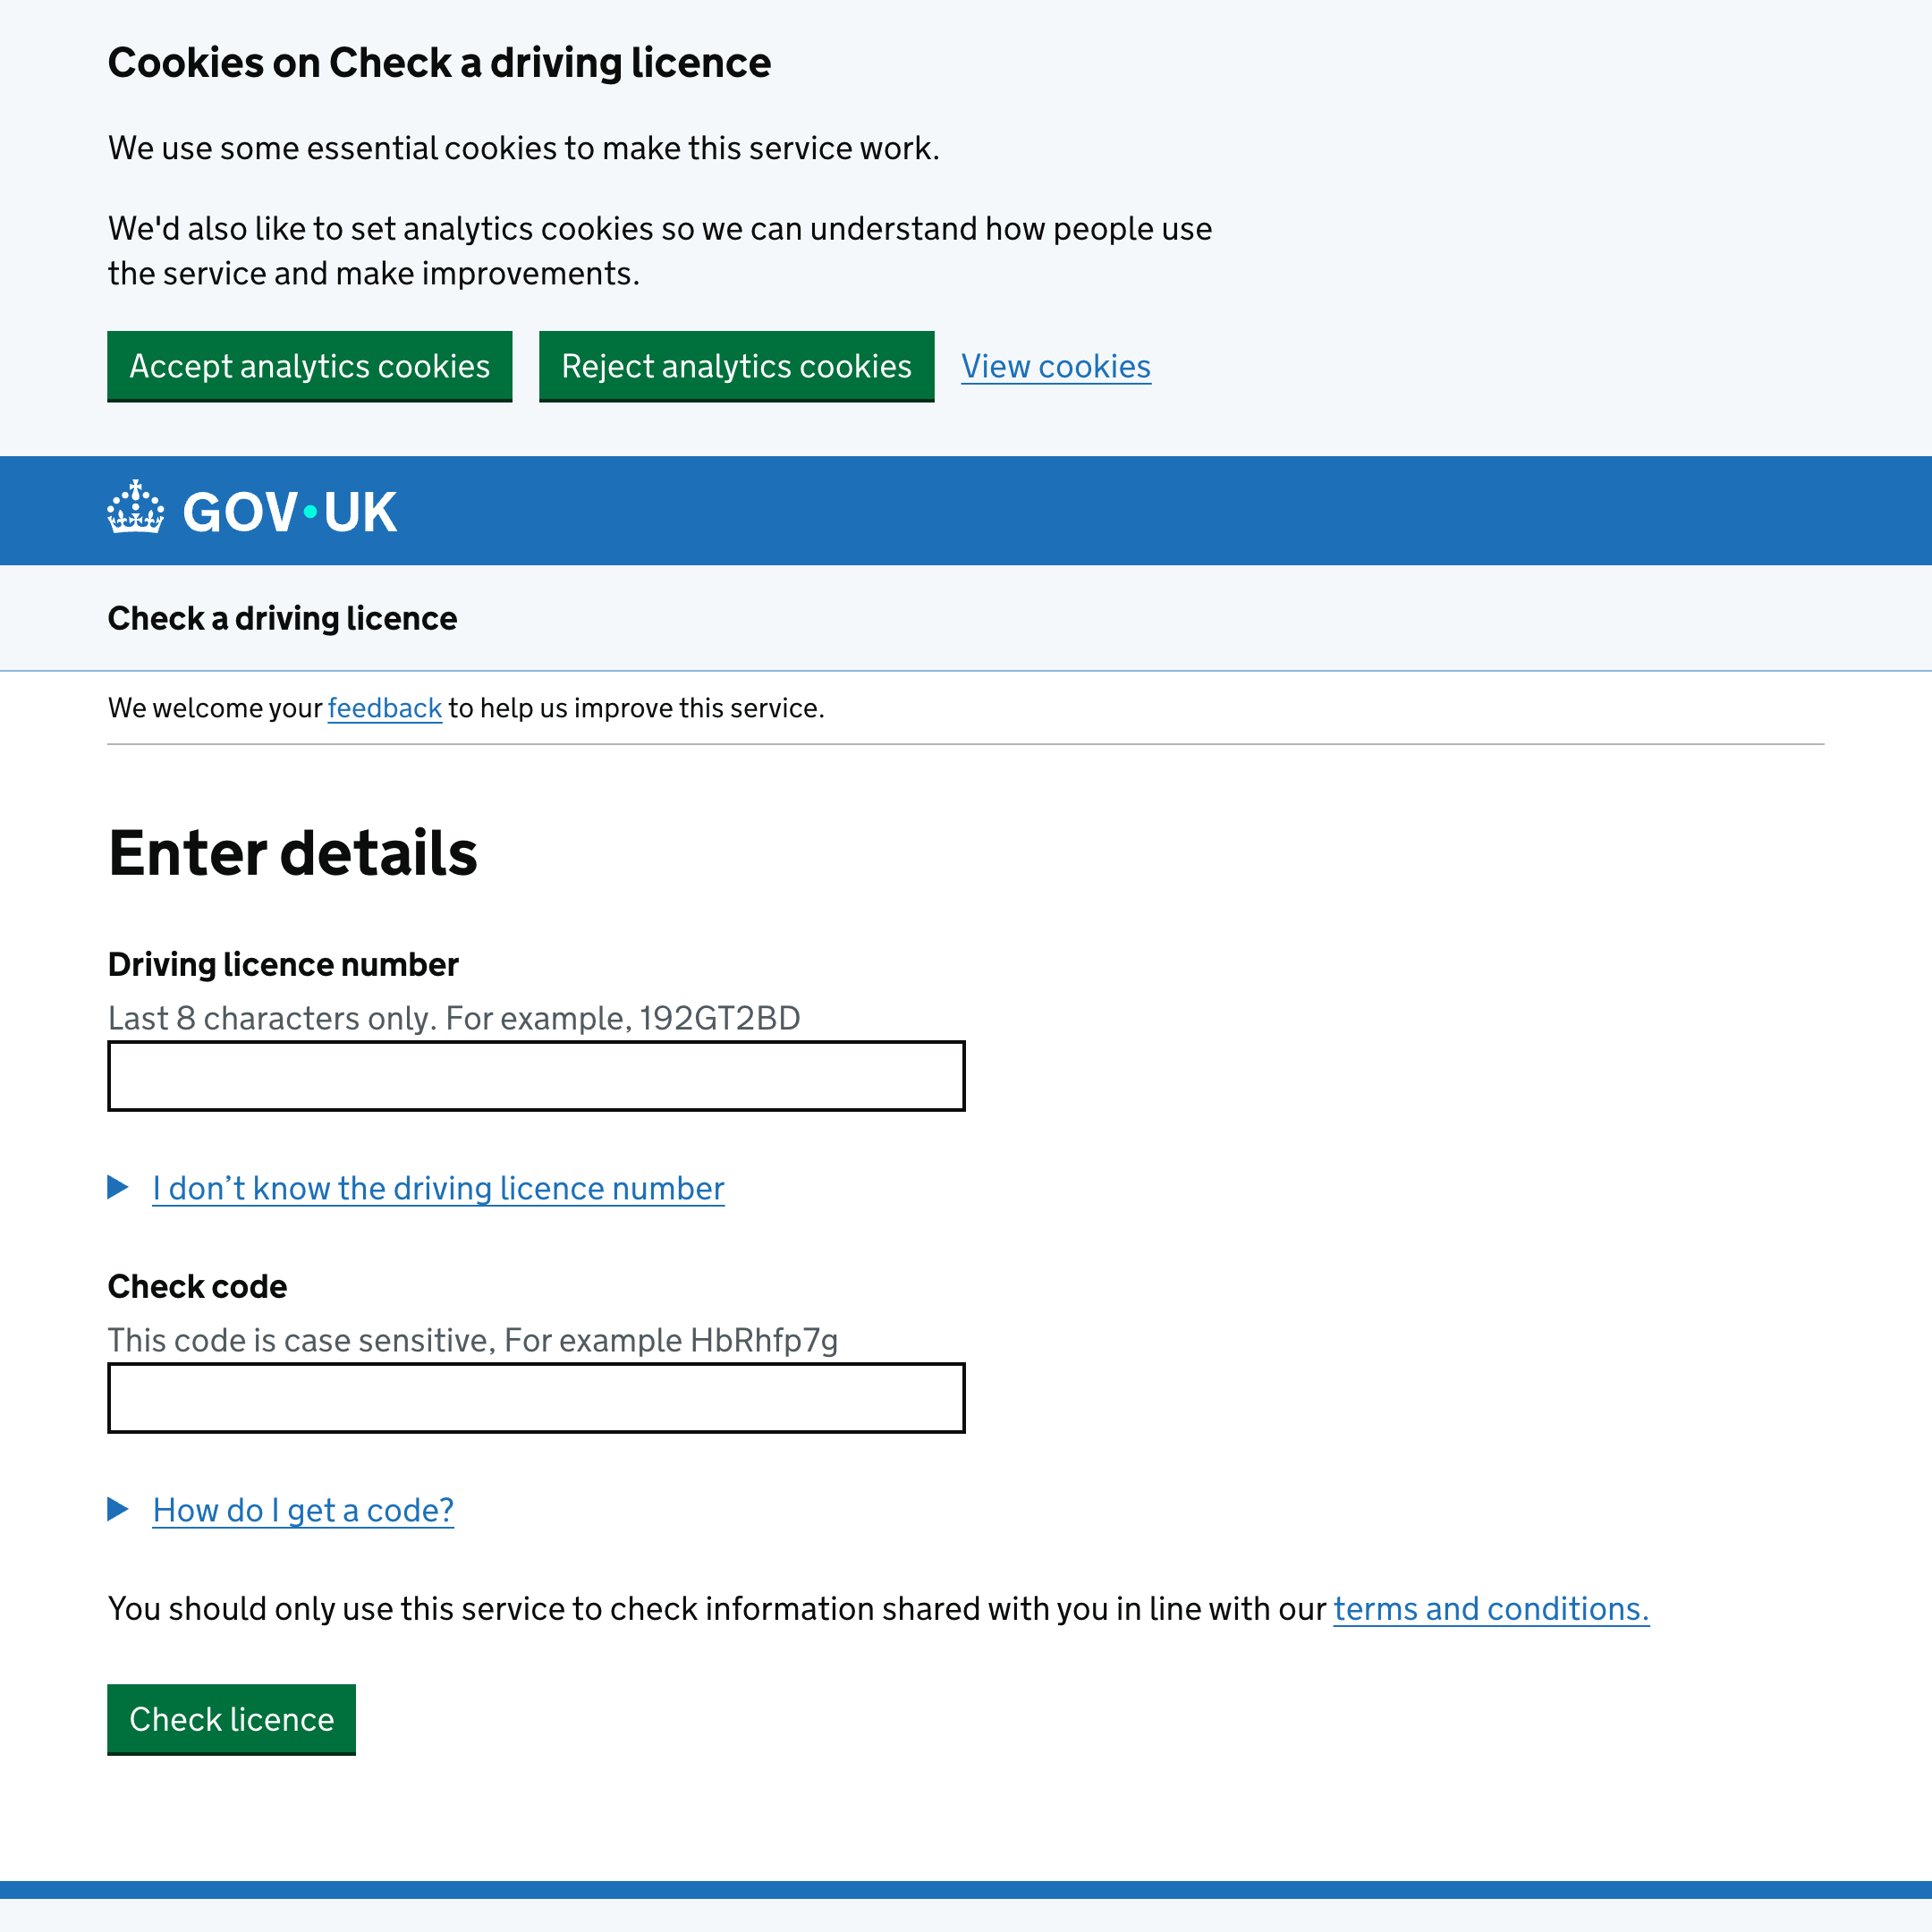 Cookies on Check a driving licence
We use some essential cookies to make this service work.
We'd also like to set analytics cookies so we can understand how people use
the service and make improvements.
Accept analytics cookies
Reject analytics cookies
View cookies
GOV·UK
Check a driving licence
We welcome your feedback to help us improve this service.
Enter details
Driving licence number
Last 8 characters only. For example, 192GT2BD
I don’t know the driving licence number
Check code
This code is case sensitive, For example HbRhfp7g
How do I get a code?
You should only use this service to check information shared with you in line with our terms and conditions.
Check licence